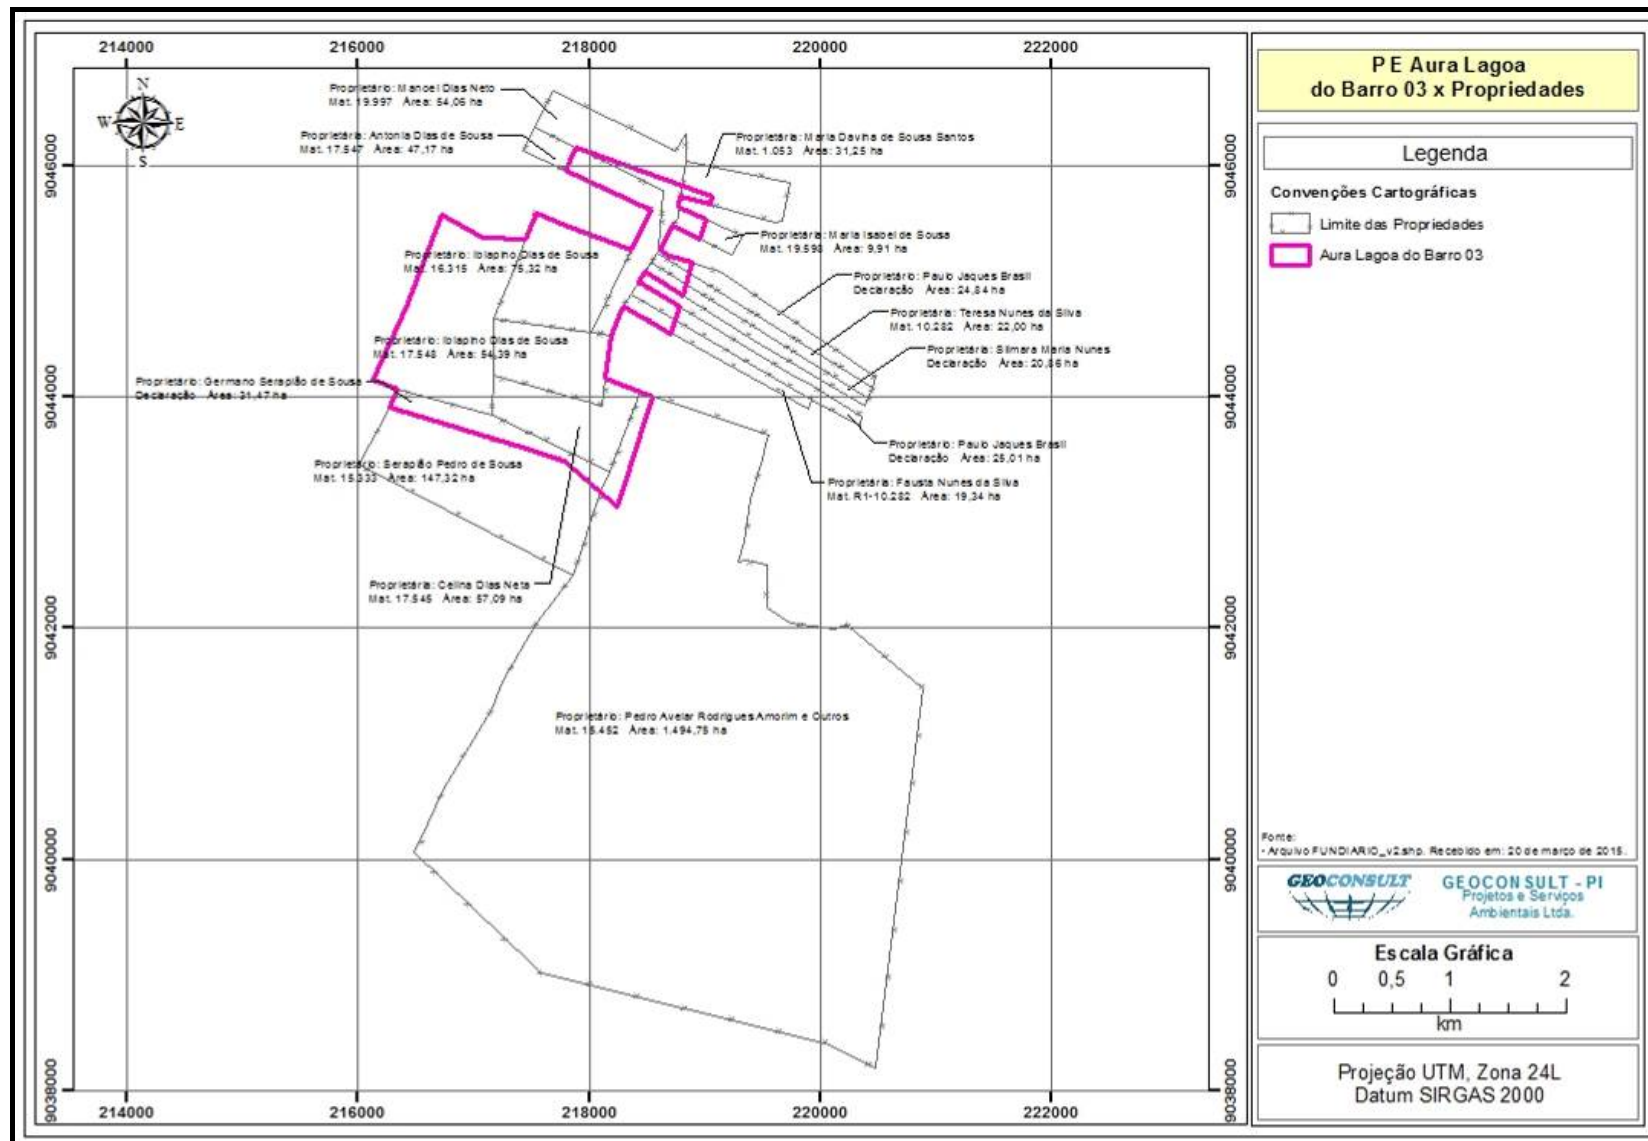 214000
216000
218000
220000
222000
P E Aura Lagoa
do Barro 03 x Propriedades
N
W
E
S
Proprietário: Manoel Dias Neto
Mat. 19.997 Área: 54,06 ha
Proprietária: Antonia Dias de Sousa
Mat. 17.547 Área: 47,17 ha
Proprietária: Maria Davina de Sousa Santos
Mat. 1.053 Área: 31,25 ha
Legenda
Convenções Cartográficas
Limite das Propriedades
Aura Lagoa do Barro 03
9046000
9046000
Proprietária: Maria Isabel de Sousa
Mat. 19.598 Área: 9,91 ha
Proprietário: Iolapino Dias de Sousa
Mat. 16.315 Área: 75,32 ha
Proprietário: Paulo Jaques Brasil
Declaração Área: 24,84 ha
Proprietária: Teresa Nunes da Silva
Mat. 10.282 Área: 22,00 ha
Proprietário: Iolapino Dias de Sousa
Mat. 17.548 Área: 54,39 ha
Proprietária: Silmara Maria Nunes
Declaração Área: 20,86 ha
Proprietário: Germano Serapião de Sousa
Declaração Área: 31,47 ha
9044000
9044000
Proprietário: Paulo Jaques Brasil
Declaração Área: 25,01 ha
Proprietário: Serapião Pedro de Sousa
Mat. 15.333 Área: 147,32 ha
Proprietária: Fausta Nunes da Silva
Mat. R1-10.282 Área: 19,34 ha
Proprietária: Celina Dias Neta
Mat. 17.545 Área: 57,09 ha
9042000
9042000
Proprietário: Pedro Avelar Rodrigues Amorim e Outros
Mat. 15.452 Área: 1.494,75 ha
9040000
9040000
Fonte:
- Arquivo FUNDIARIO_v2.shp. Recebido em: 20 de março de 2015.
GEOCONSULT
GEOCONSULT - PI
Projetos e Serviços
Ambientais Ltda.
Escala Gráfica
0 0,5 1 2
km
9038000
9038000
Projeção UTM, Zona 24L
Datum SIRGAS 2000
214000
216000
218000
220000
222000